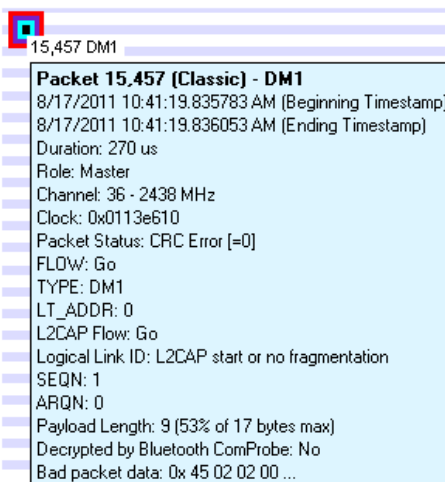 15,457 DM1
Packet 15,457 (Classic) - DM1
8/17/2011 10:41:19.835783 AM (Beginning Timestamp)
8/17/2011 10:41:19.836053 AM (Ending Timestamp)
Duration: 270 us
Role: Master
Channel: 36 - 2438 MHz
Clock: 0x0113e610
Packet Status: CRC Error [=0]
FLOW: Go
TYPE: DM1
LT_ADDR: 0
L2CAP Flow: Go
Logical Link ID: L2CAP start or no fragmentation
SEQN: 1
ARQN: 0
Payload Length: 9 (53% of 17 bytes max)
Decrypted by Bluetooth ComProbe: No
Bad packet data: 0x 45 02 02 00 ...